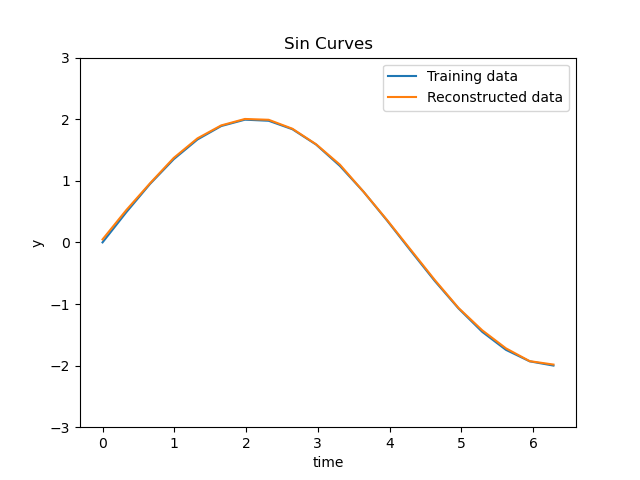 Sin Curves
Training data
Reconstructed data
3
2
1
0
−1
−2
−3
y
0 1 2 3 4 5 6
time